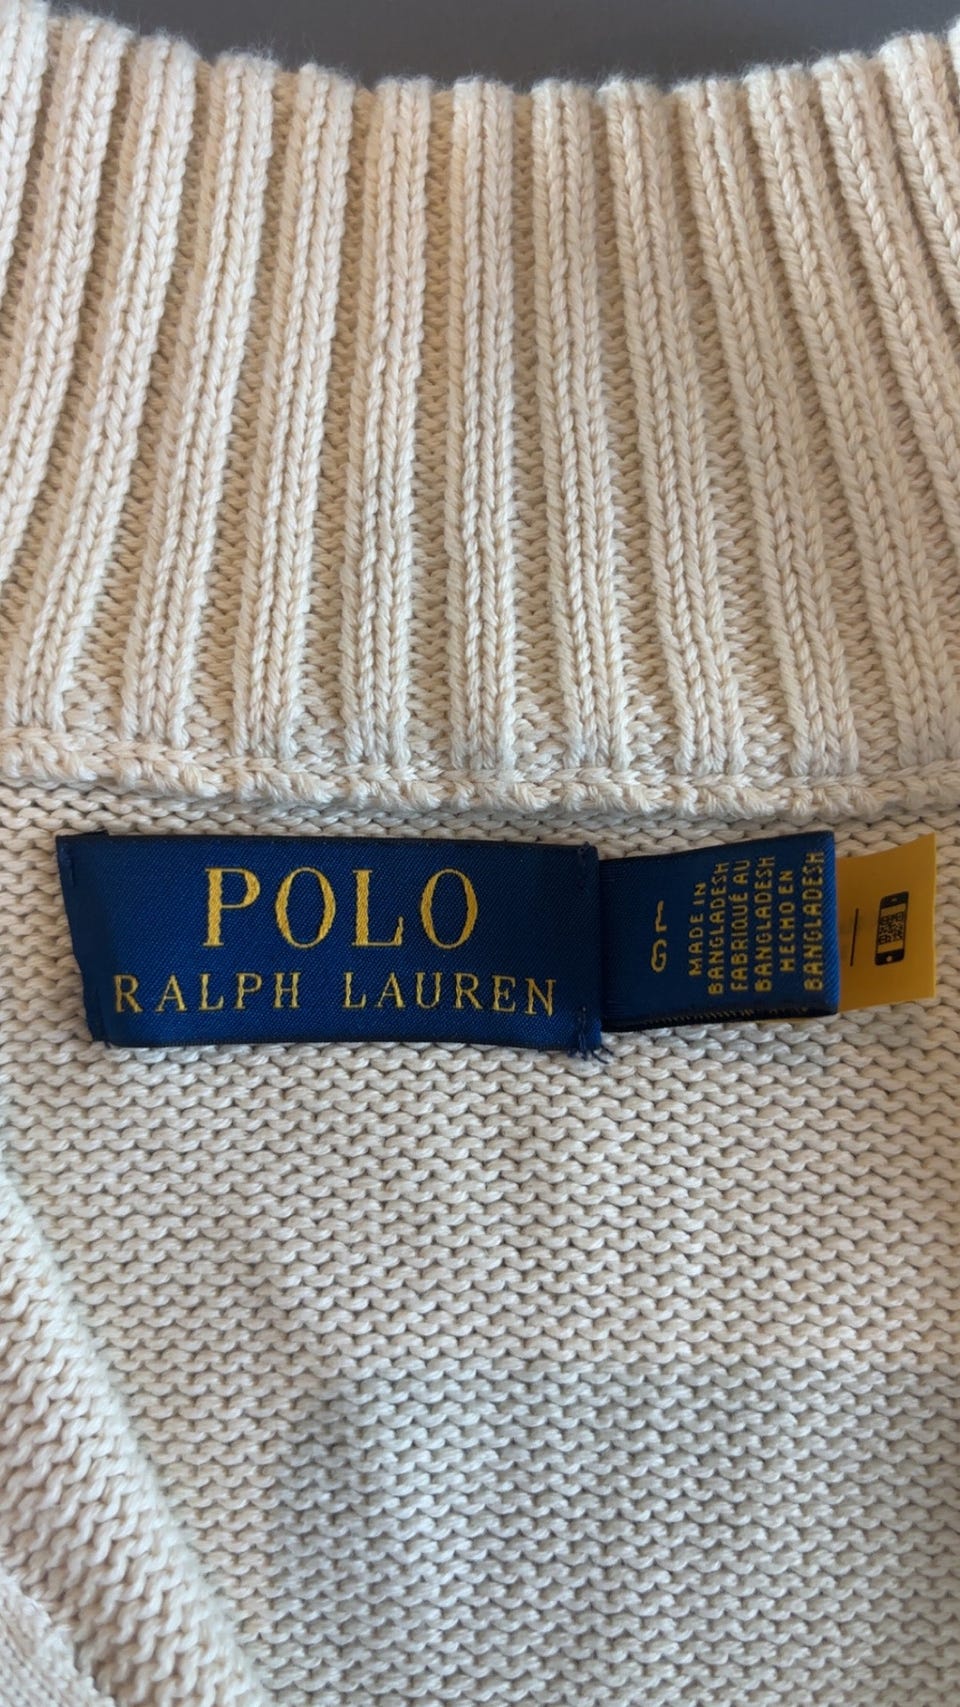 POLO
RALPH LAUREN
MADE IN
BANGLADESH
FABRIQUÉ AU
BANGLADESH
HECHO EN
BANGLADESH